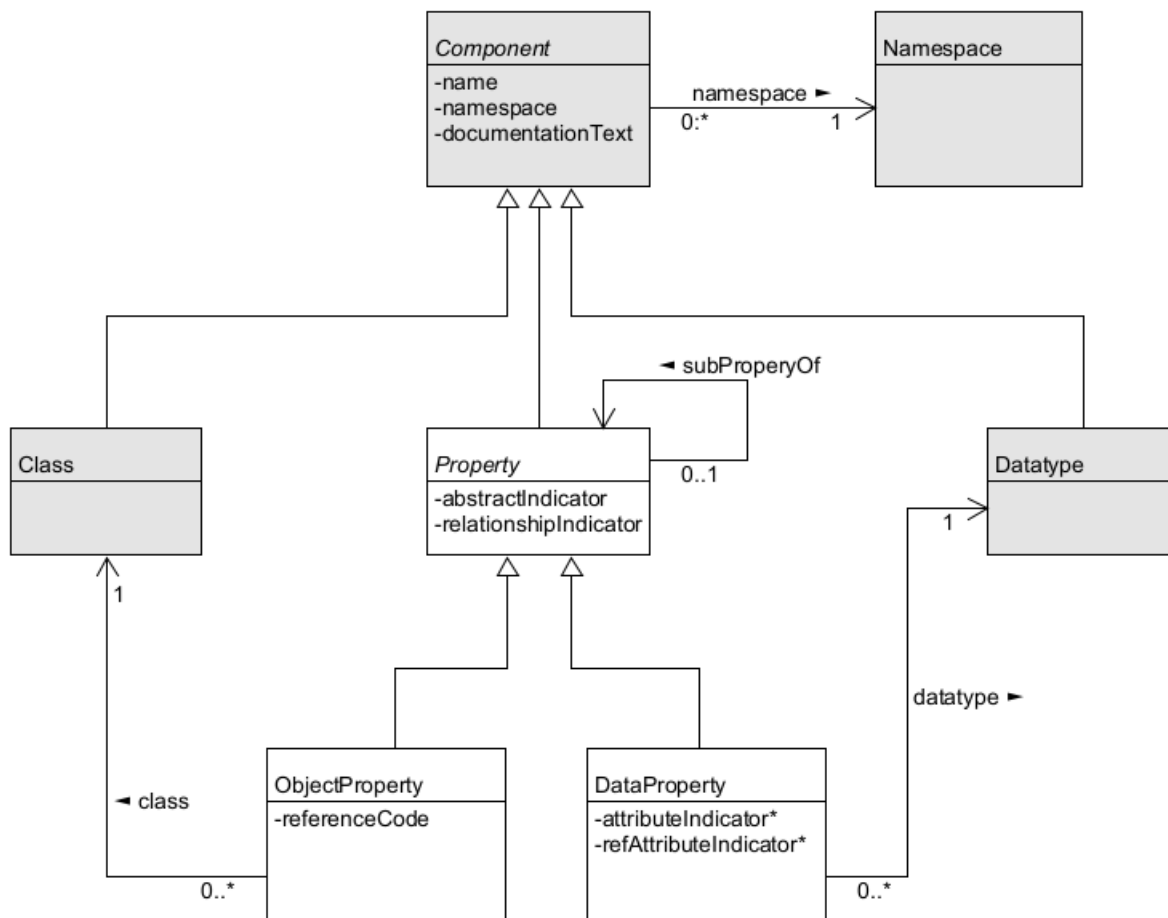 Component
-name
-namespace
-documentationText
Namespace
namespace ►
0:*
1
◄ subProperyOf
Class
Property
-abstractIndicator
-relationshipIndicator
0..1
Datatype
1
1
datatype ►
◄ class
ObjectProperty
-referenceCode
DataProperty
-attributeIndicator*
-refAttributeIndicator*
0..*
0..*